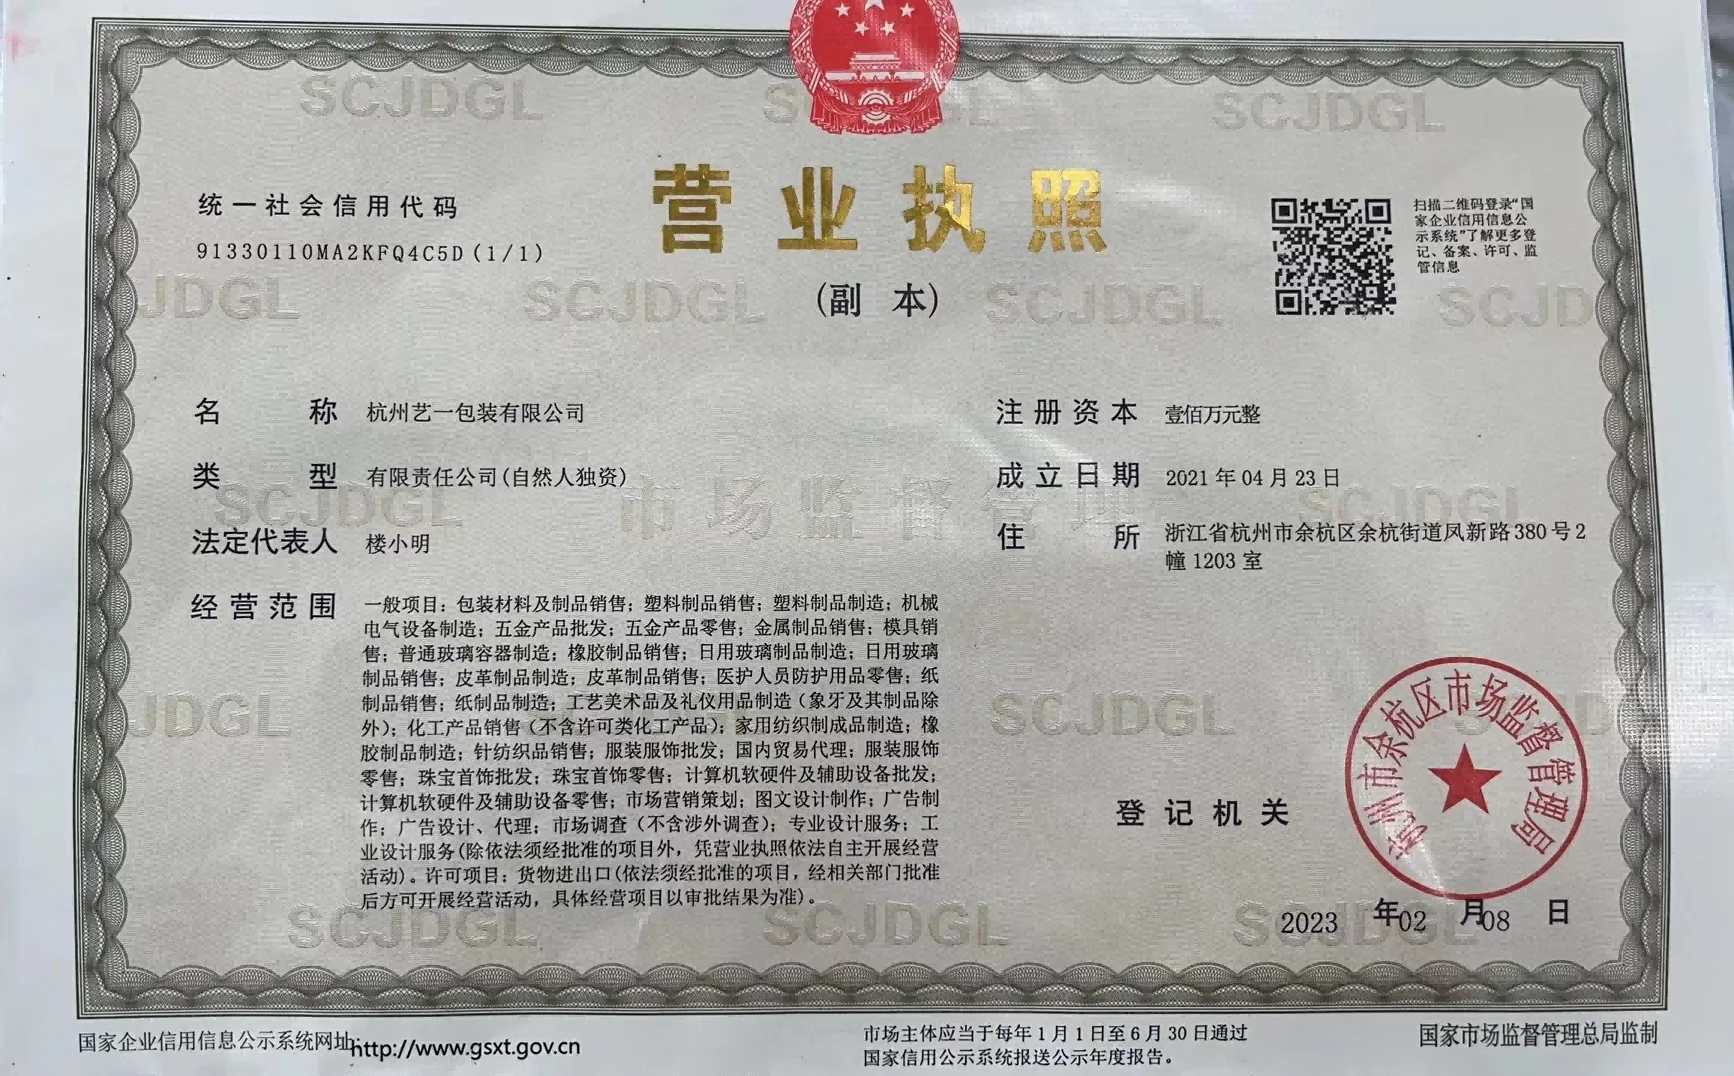 营业执照
(副 本)
统一社会信用代码
91330110MA2KFQ4C5D(1/1)
扫描二维码登录“国
家企业信用信息公
示系统”了解更多登
记、备案、许可、监
管信息
名称 杭州艺一包装有限公司
类型 有限责任公司(自然人独资)
法定代表人 楼小明
经营范围 一般项目：包装材料及制品销售；塑料制品销售；塑料制品制造；机械
电气设备制造；五金产品批发；五金产品零售；金属制品销售；模具销
售；普通玻璃容器制造；橡胶制品销售；日用玻璃制品制造；日用玻璃
制品销售；皮革制品制造；皮革制品销售；医护人员防护用品零售；纸
制品销售；纸制品制造；工艺美术品及礼仪用品制造（象牙及其制品除
外）；化工产品销售（不含许可类化工产品）；家用纺织制成品制造；橡
胶制品制造；针纺织品销售；服装服饰批发；国内贸易代理；服装服饰
零售；珠宝首饰批发；珠宝首饰零售；计算机软硬件及辅助设备批发；
计算机软硬件及辅助设备零售；市场营销策划；图文设计制作；广告制
作；广告设计、代理；市场调查（不含涉外调查）；专业设计服务；工
业设计服务(除依法须经批准的项目外，凭营业执照依法自主开展经营
活动)。许可项目：货物进出口(依法须经批准的项目，经相关部门批准
后方可开展经营活动，具体经营项目以审批结果为准)。
注册资本 壹佰万元整
成立日期 2021年04月23日
住所 浙江省杭州市余杭区余杭街道凤新路380号2
幢1203室
登记机关
杭州市余杭区市场监督管理局
2023 年02 月08 日
SCJDGL SCJDGL
JDGL SCJDGL SCJDGL SCJD
SCJDGL 市场监督管理 SCJDGL
JDGL SCJDGL
SCJDGL SCJDGL SCJDGL
国家企业信用信息公示系统网址:http://www.gsxt.gov.cn
市场主体应当于每年1月1日至6月30日通过
国家信用公示系统报送公示年度报告。
国家市场监督管理总局监制